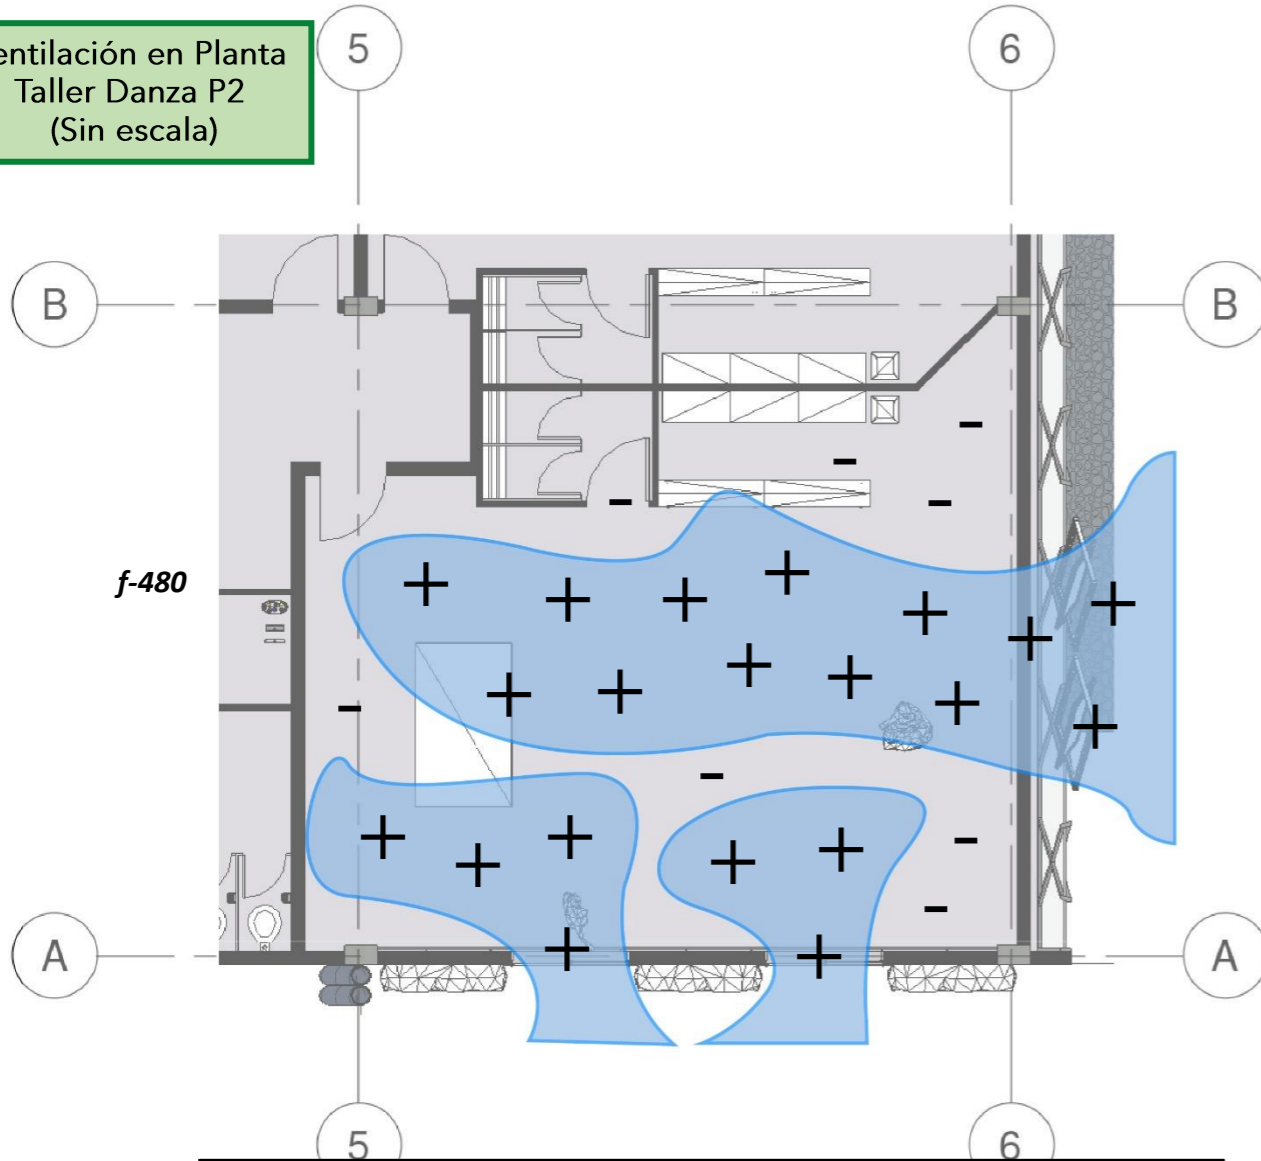 entilación en Planta
Taller Danza P2
(Sin escala)
5
6
B
B
f-480
A
A
5
6